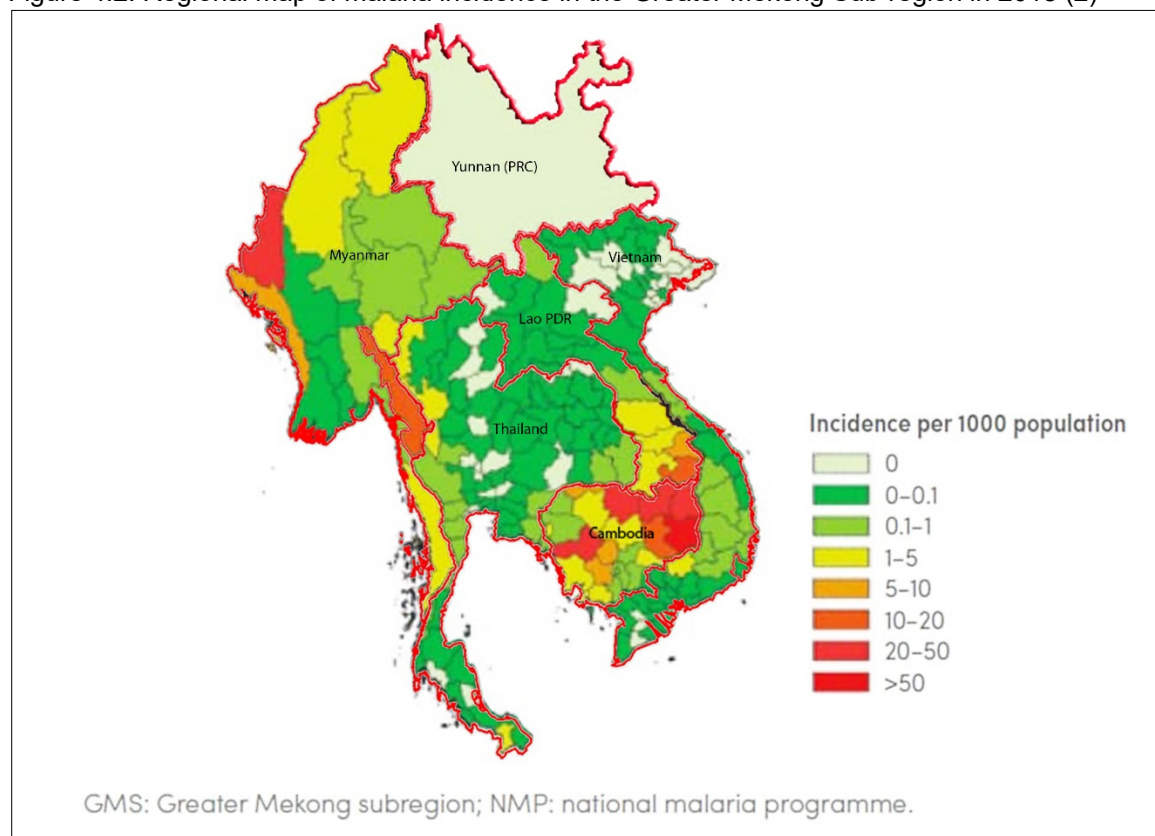 Yunnan (PRC)
Myanmar
Vietnam
Lao PDR
Thailand
Cambodia
Incidence per 1000 population
0
0–0.1
0.1–1
1–5
5–10
10–20
20–50
>50
GMS: Greater Mekong subregion; NMP: national malaria programme.